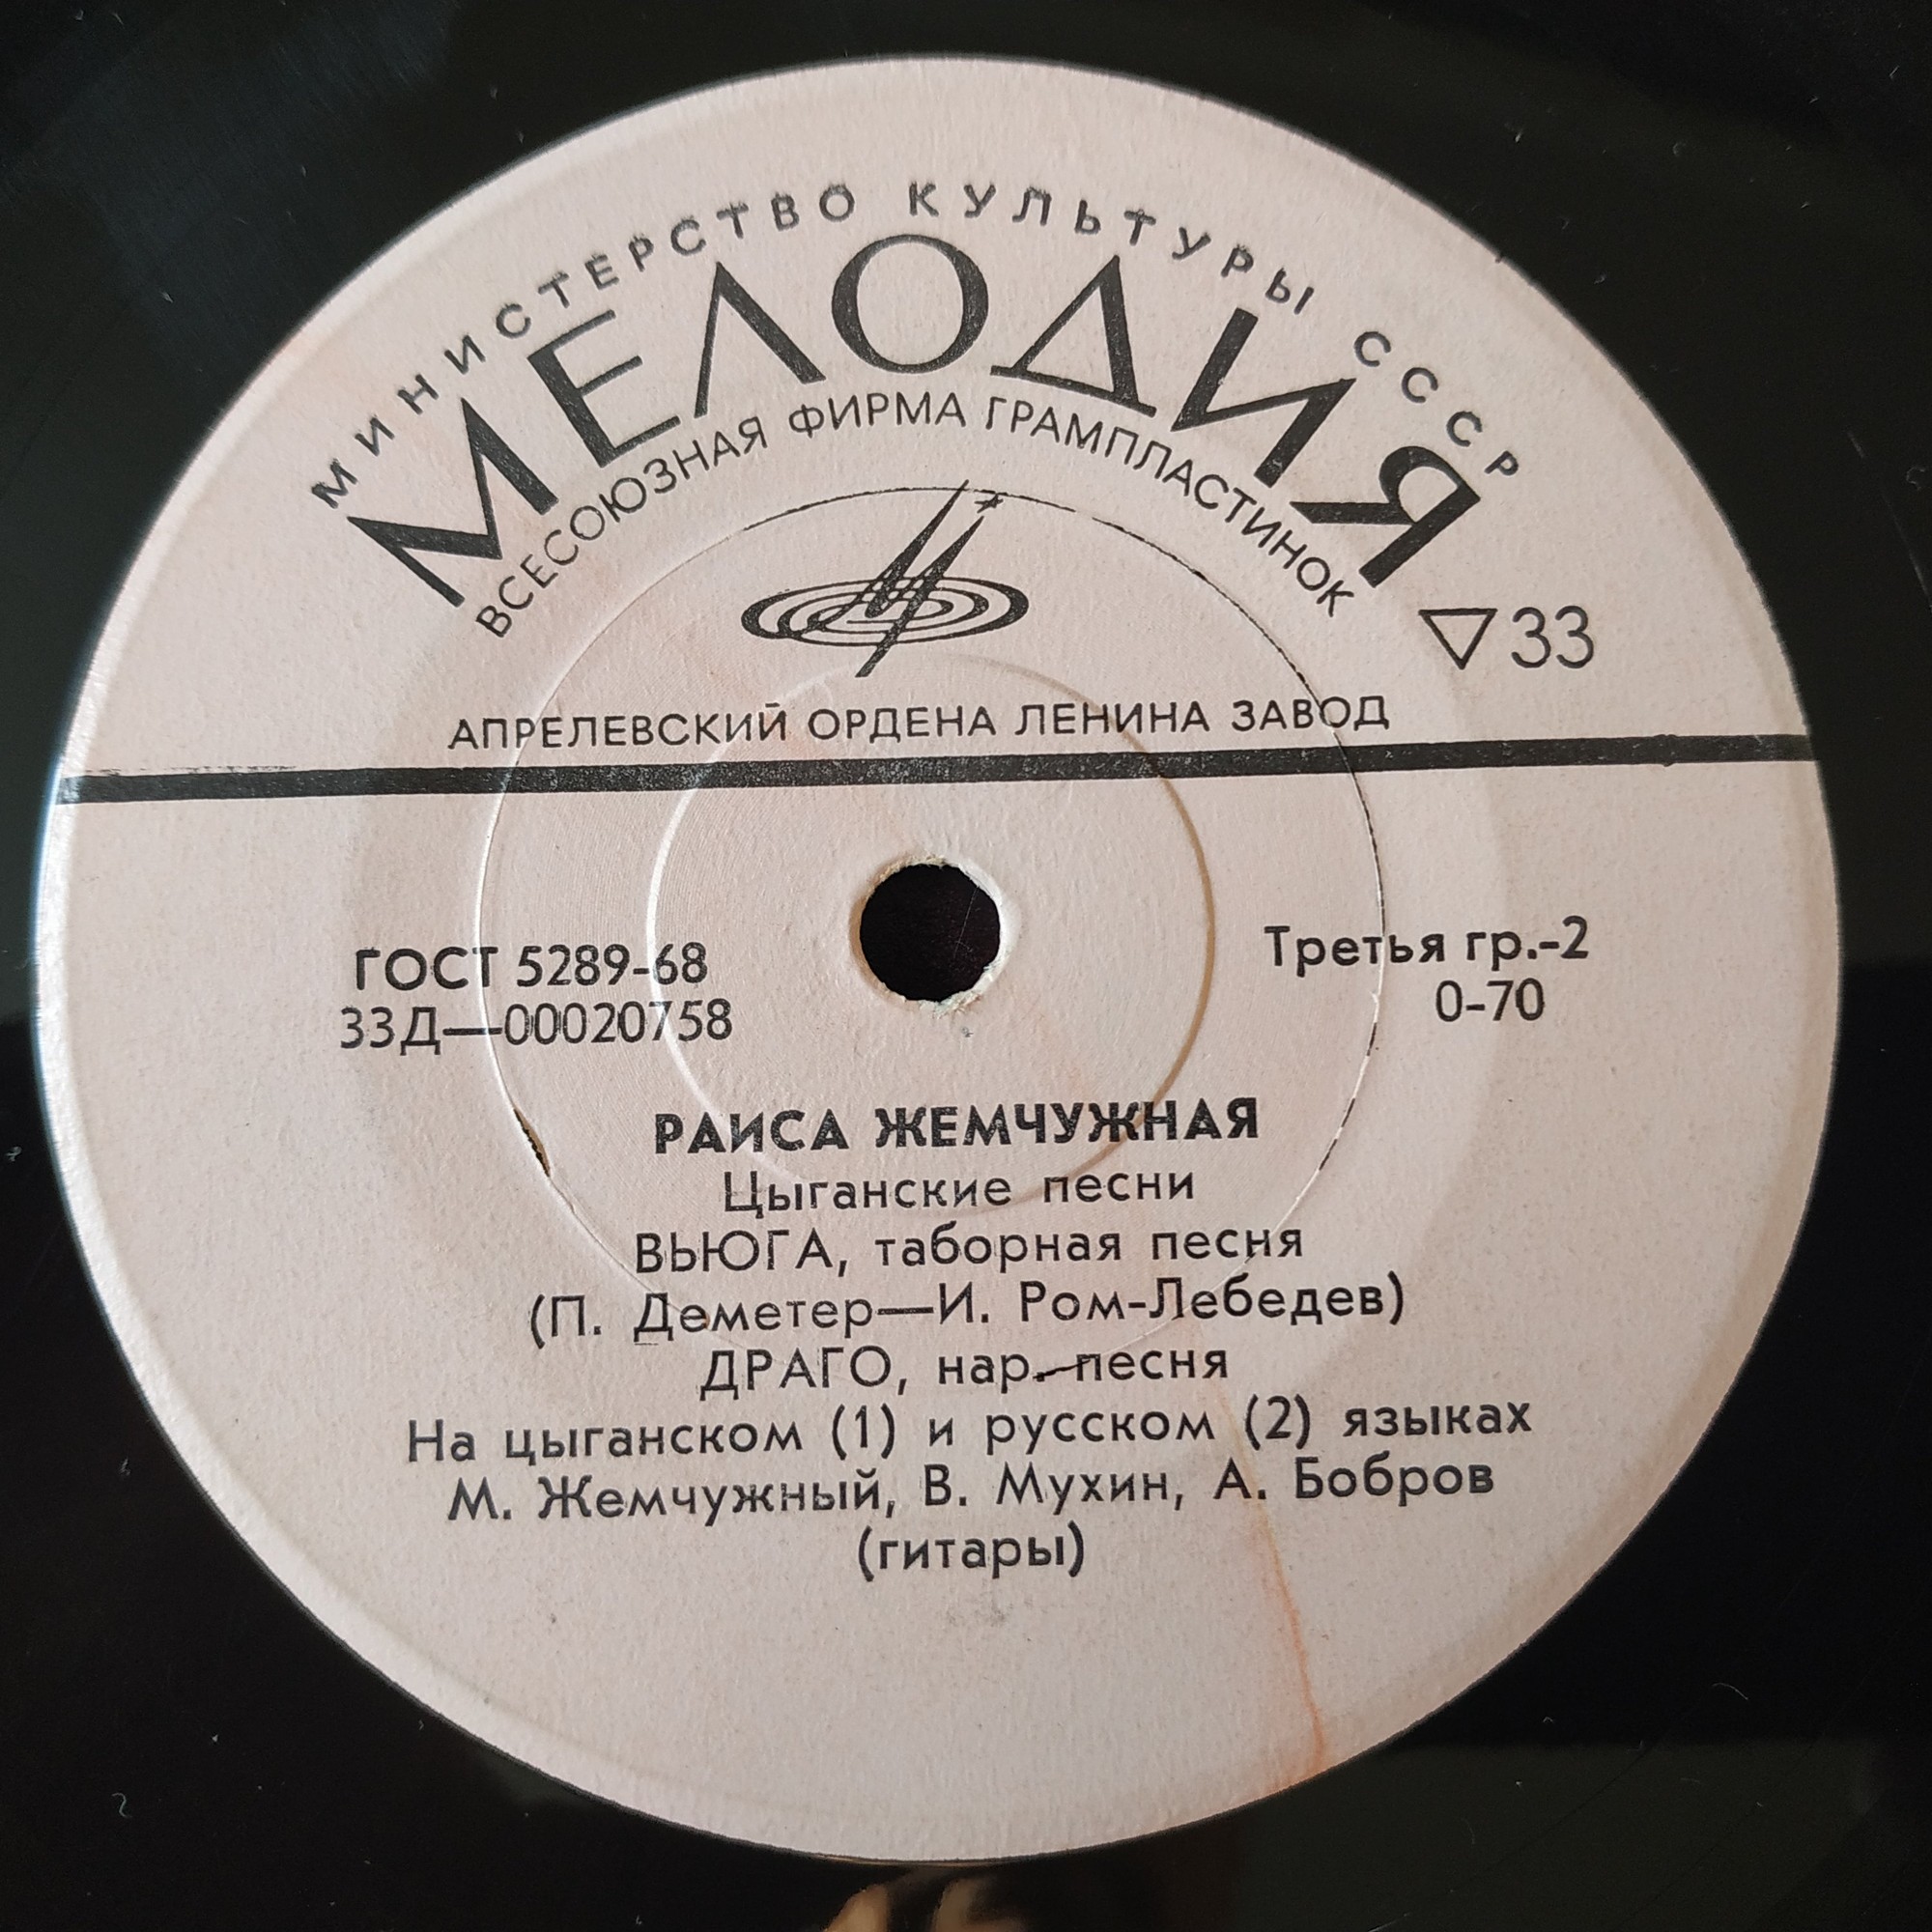 МИНИСТЕРСТВО КУЛЬТУРЫ СССР
МЕЛОДИЯ
ВСЕСОЮЗНАЯ ФИРМА ГРАМПЛАСТИНОК
▽33
АПРЕЛЕВСКИЙ ОРДЕНА ЛЕНИНА ЗАВОД
ГОСТ 5289-68
33Д—00020758
Третья гр.-2
0-70
РАИСА ЖЕМЧУЖНАЯ
Цыганские песни
ВЬЮГА, таборная песня
(П. Деметер—И. Ром-Лебедев)
ДРАГО, нар. песня
На цыганском (1) и русском (2) языках
М. Жемчужный, В. Мухин, А. Бобров
(гитары)